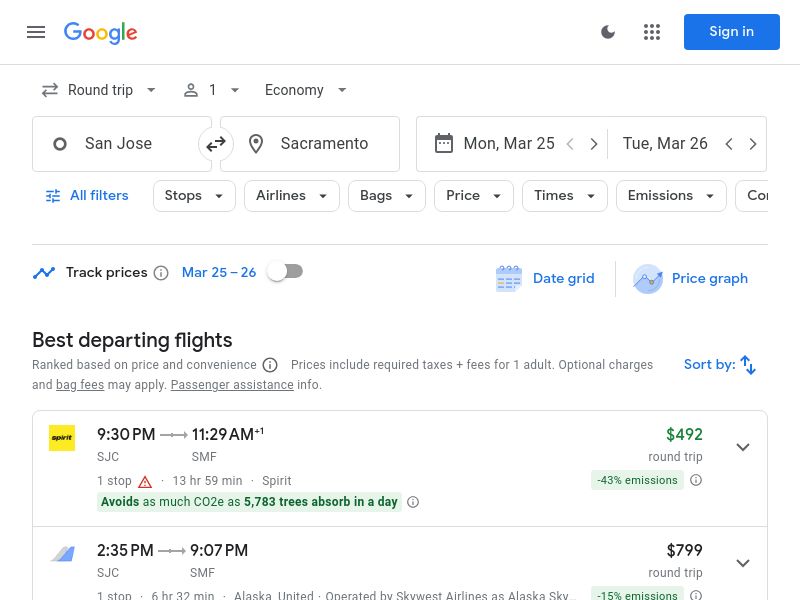 Google
Sign in
Round trip
1
Economy
San Jose
Sacramento
Mon, Mar 25
Tue, Mar 26
All filters
Stops
Airlines
Bags
Price
Times
Emissions
Track prices
Mar 25 – 26
Date grid
Price graph
Best departing flights
Ranked based on price and convenience
Prices include required taxes + fees for 1 adult. Optional charges
and bag fees may apply. Passenger assistance info.
Sort by:
spirit
9:30 PM
11:29 AM+1
$492
SJC
SMF
round trip
1 stop · 13 hr 59 min · Spirit
-43% emissions
Avoids as much CO2e as 5,783 trees absorb in a day
2:35 PM
9:07 PM
$799
SJC
SMF
round trip
1 stop · 6 hr 32 min · Alaska, United · Operated by Skywest Airlines as Alaska Sky...
-15% emissions